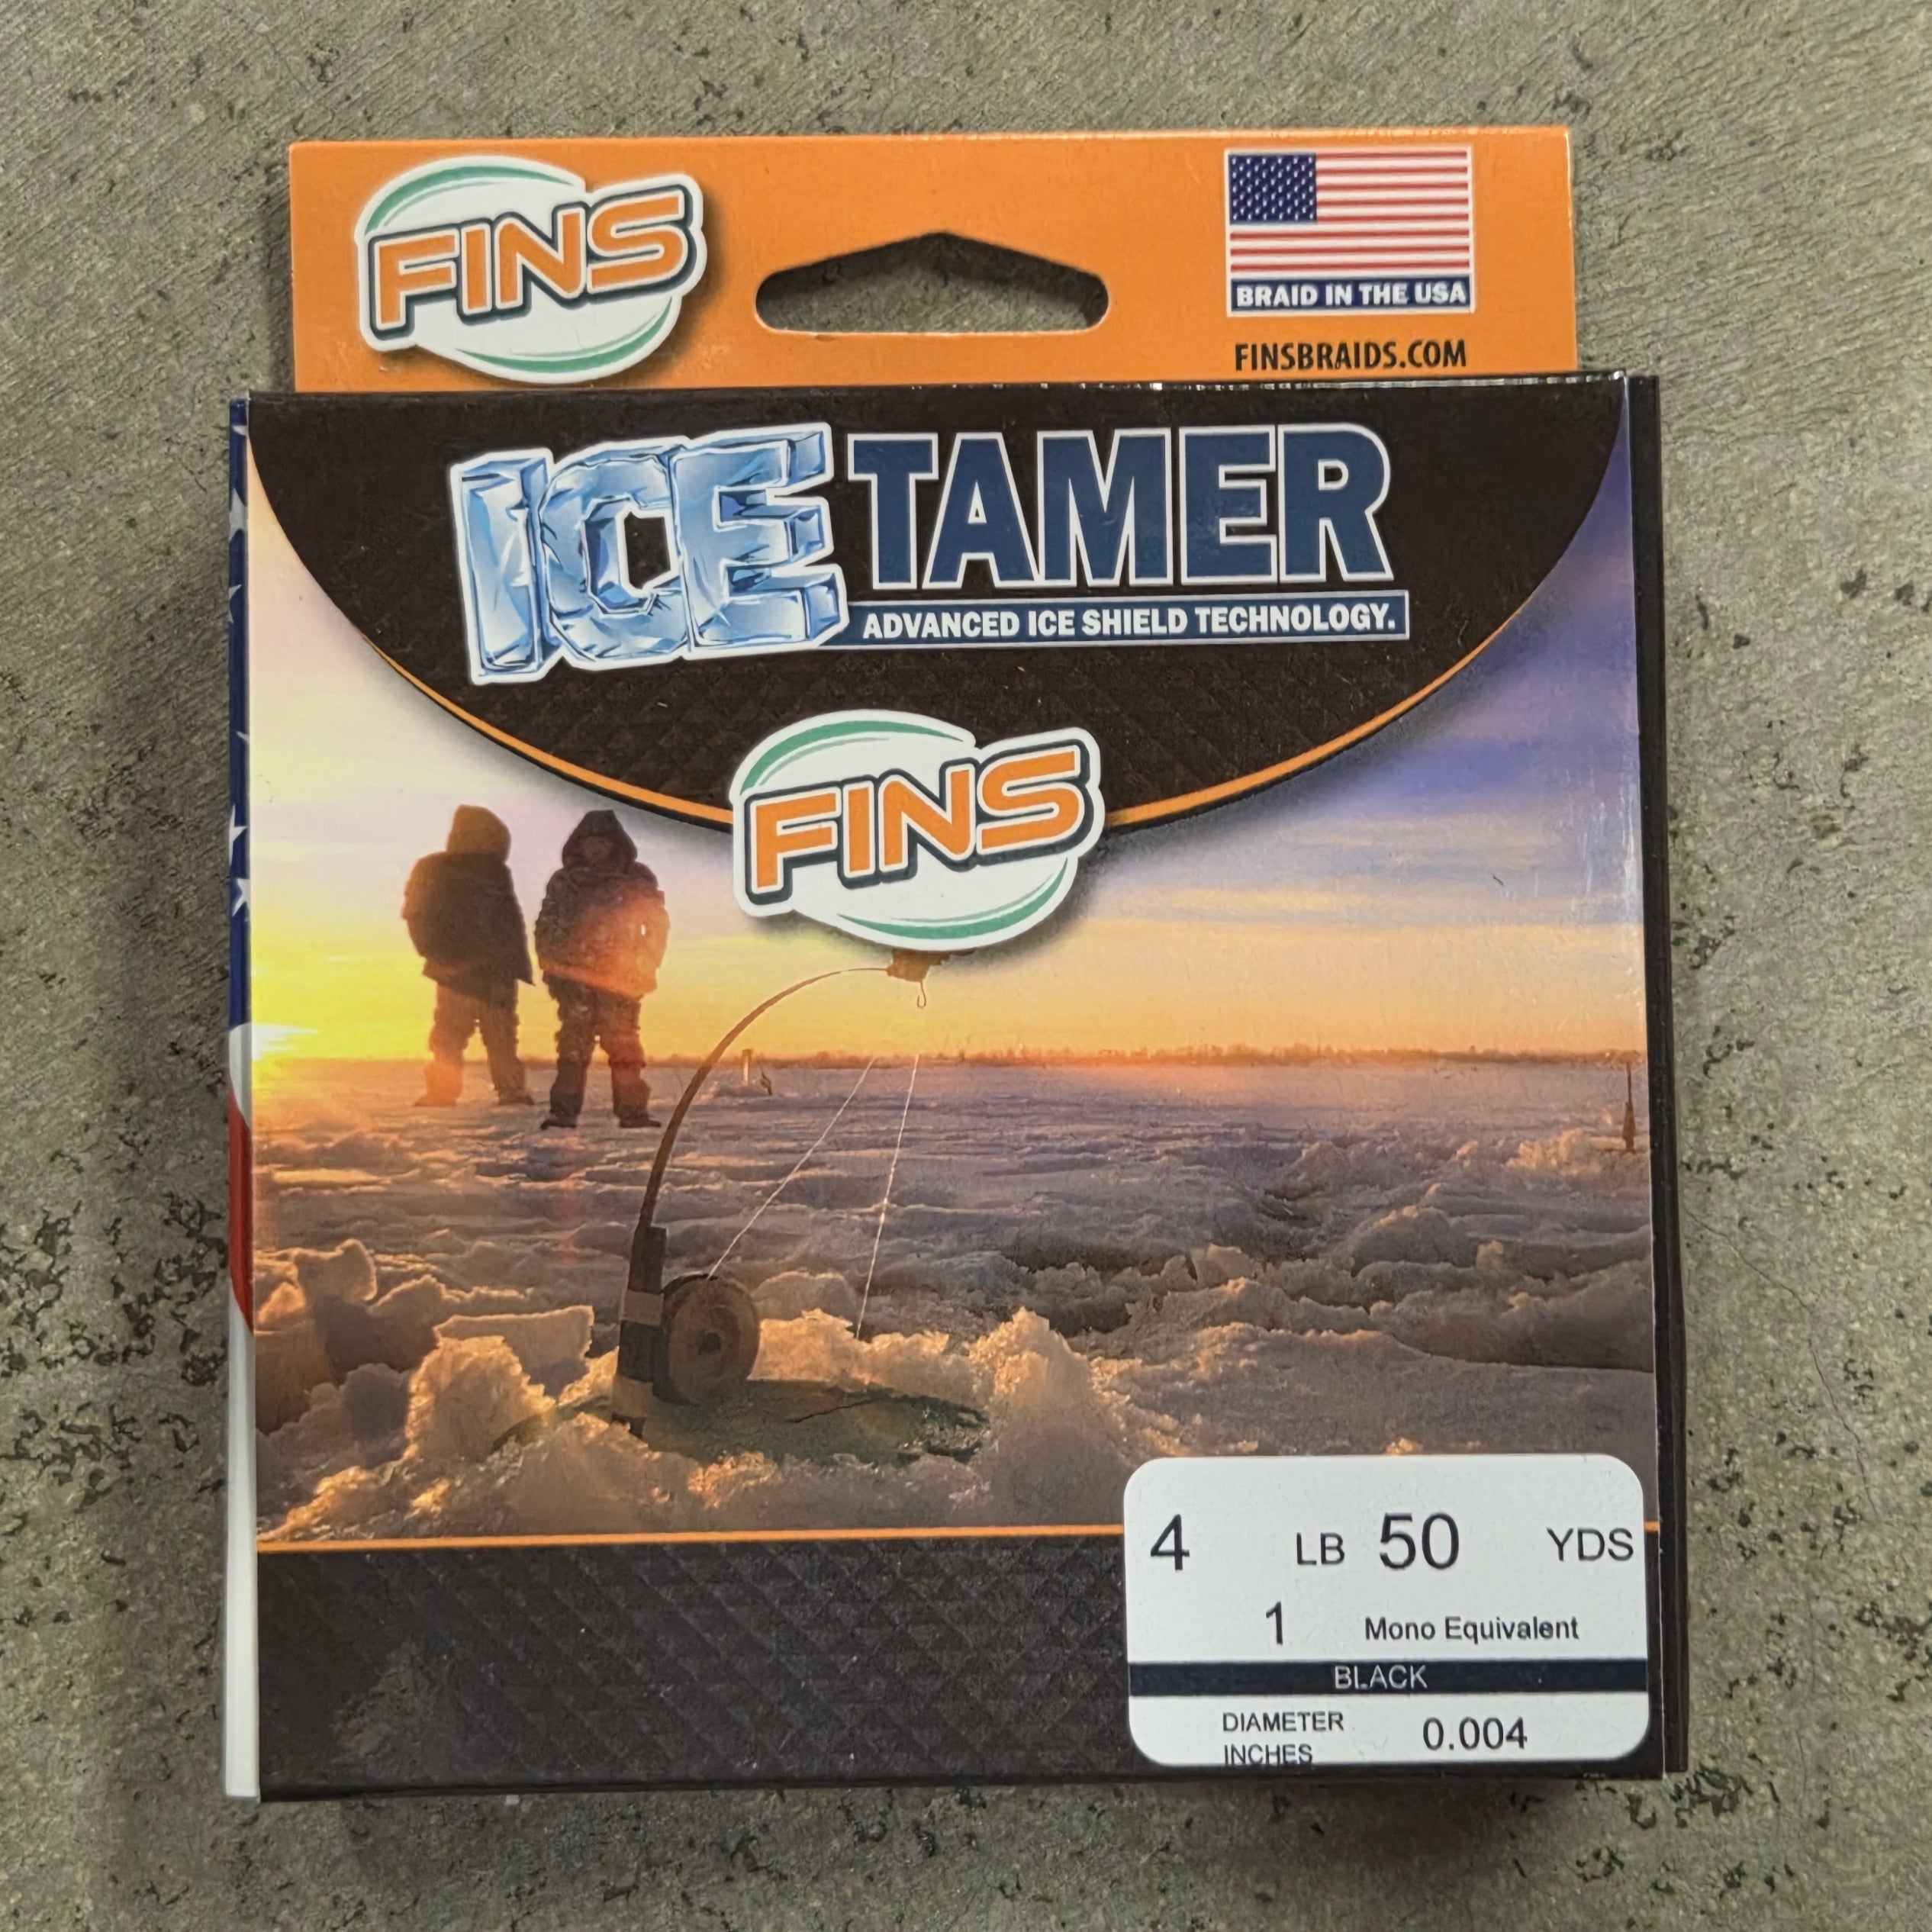 FINS
BRAID IN THE USA
FINSBRAIDS.COM
ICE TAMER
ADVANCED ICE SHIELD TECHNOLOGY.
FINS
4 LB 50 YDS
1 Mono Equivalent
BLACK
DIAMETER INCHES 0.004